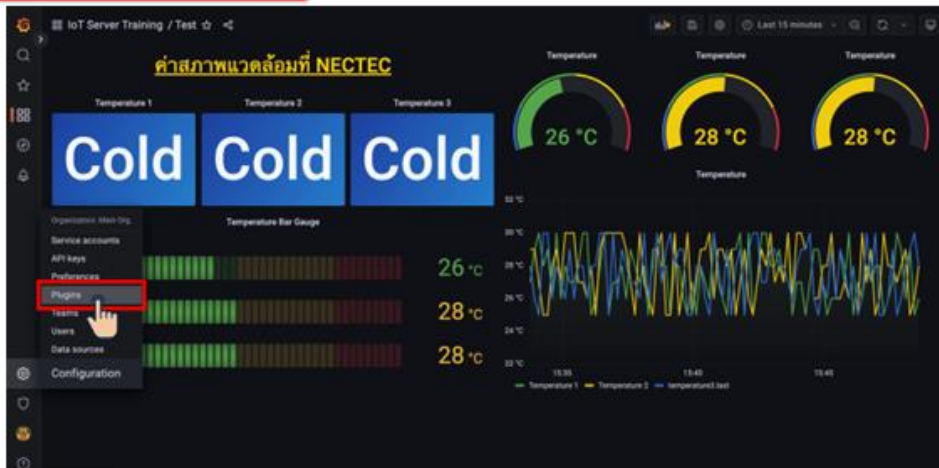 IoT Server Training / Test
Last 15 minutes
ค่าสภาพแวดล้อมที่ NECTEC
Temperature 1
Temperature 2
Temperature 3
Cold
Cold
Cold
Temperature
Temperature
Temperature
26 °C
28 °C
28 °C
Temperature Bar Gauge
26 °C
28 °C
28 °C
Temperature
32 °C
30 °C
28 °C
26 °C
24 °C
22 °C
15:35
15:40
15:45
Temperature 1
Temperature 2
temperature3.last
Organization: Main Org.
Service accounts
API keys
Preferences
Plugins
Teams
Users
Data sources
Configuration